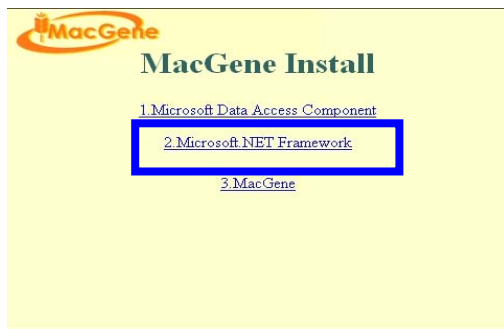 MacGene
MacGene Install
1.Microsoft Data Access Component
2.Microsoft.NET Framework
3.MacGene